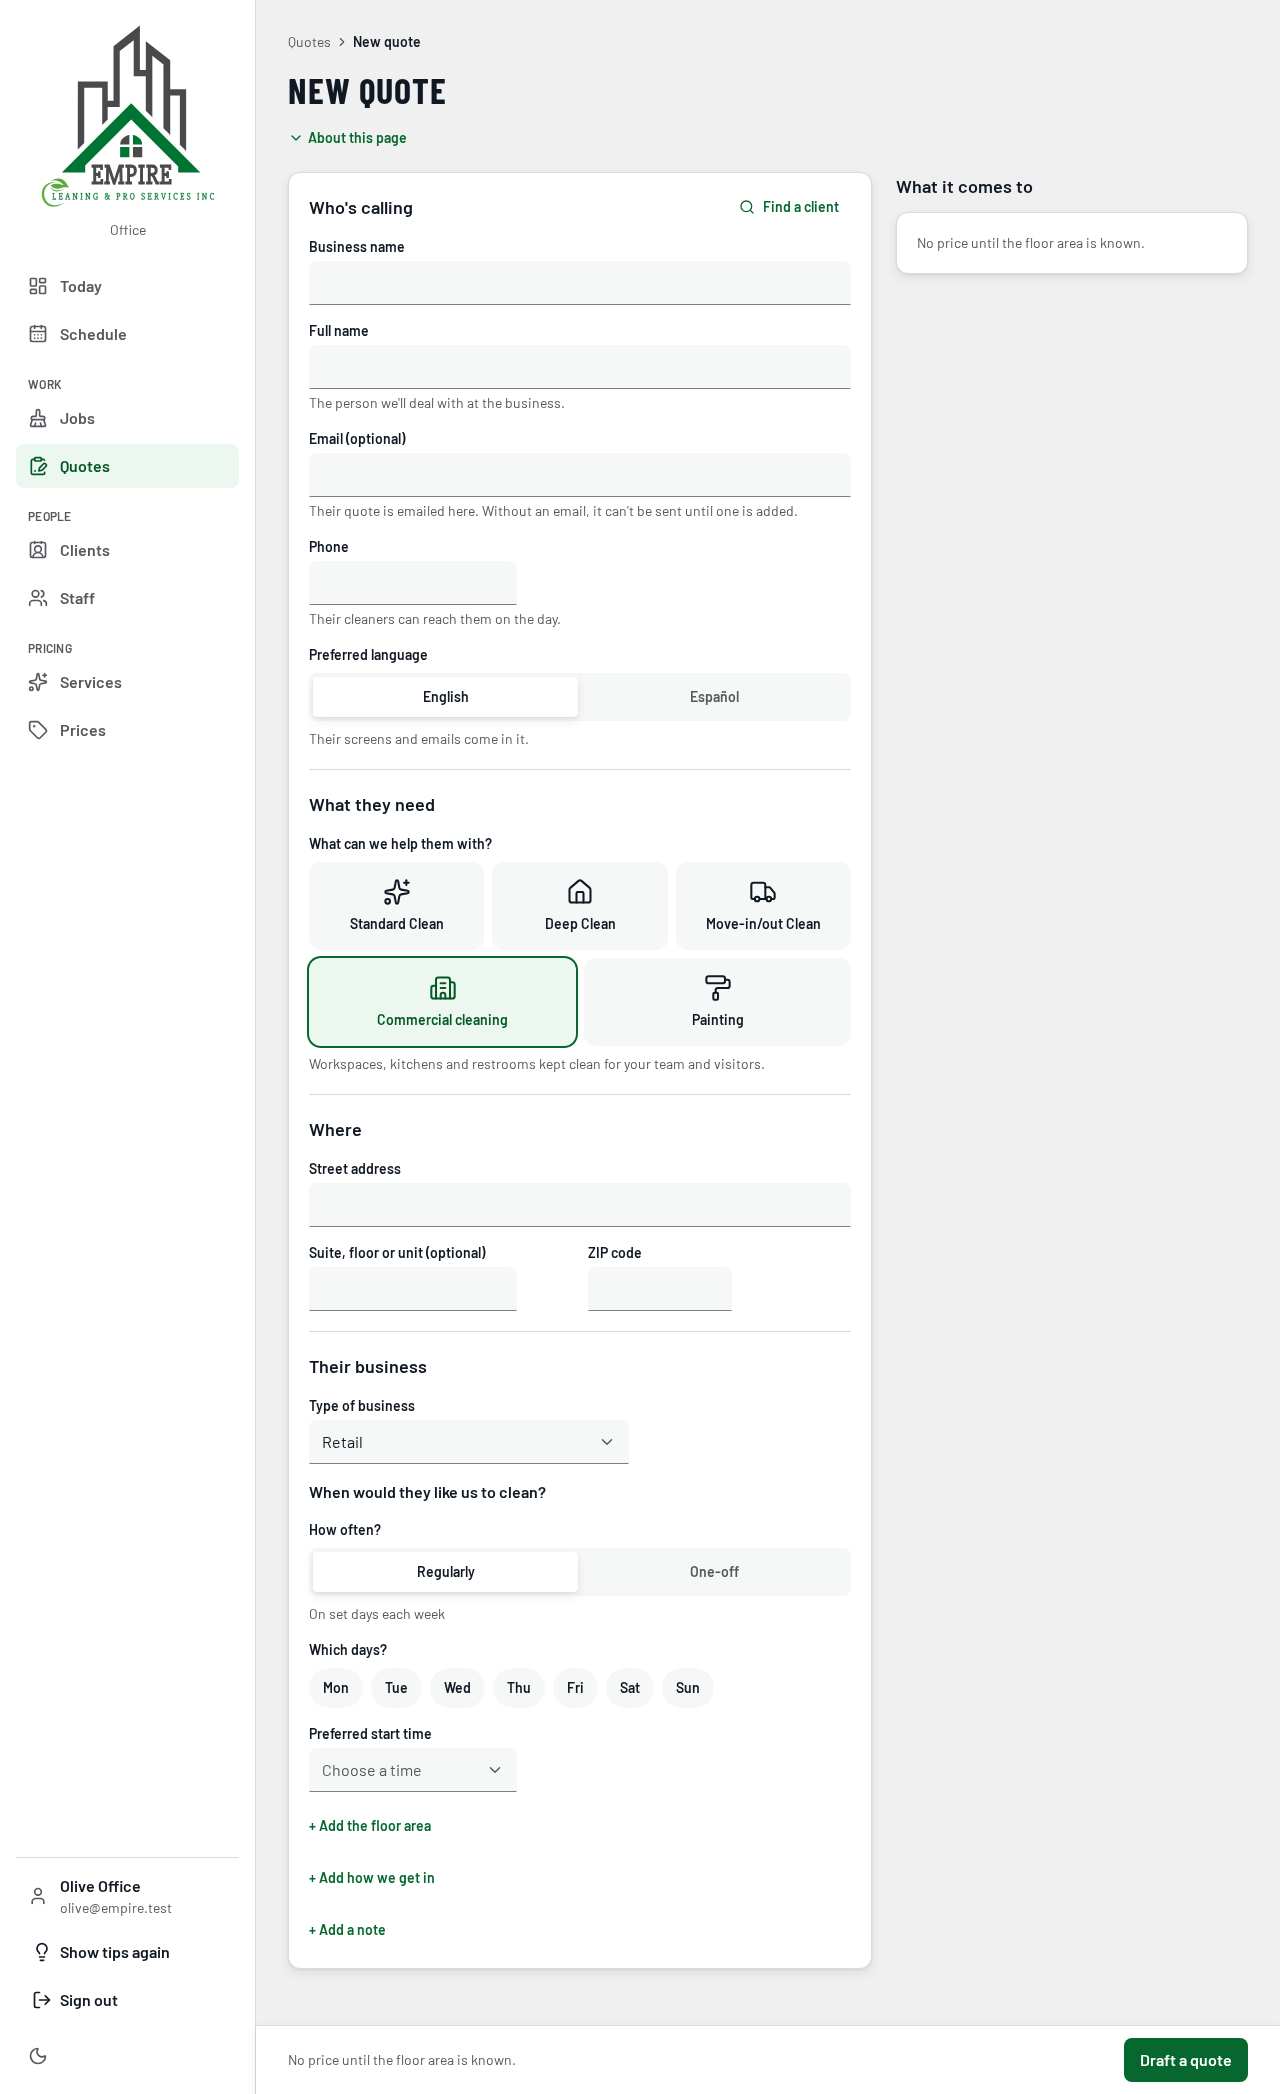 EMPIRE
LEANING & PRO SERVICES INC
Office
Today
Schedule
WORK
Jobs
Quotes
PEOPLE
Clients
Staff
PRICING
Services
Prices
Olive Office
olive@empire.test
Show tips again
Sign out
Quotes > New quote
NEW QUOTE
About this page
Who's calling
Find a client
Business name
Full name
The person we'll deal with at the business.
Email (optional)
Their quote is emailed here. Without an email, it can't be sent until one is added.
Phone
Their cleaners can reach them on the day.
Preferred language
English Español
Their screens and emails come in it.
What they need
What can we help them with?
Standard Clean Deep Clean Move-in/out Clean
Commercial cleaning Painting
Workspaces, kitchens and restrooms kept clean for your team and visitors.
Where
Street address
Suite, floor or unit (optional) ZIP code
Their business
Type of business
Retail
When would they like us to clean?
How often?
Regularly One-off
On set days each week
Which days?
Mon Tue Wed Thu Fri Sat Sun
Preferred start time
Choose a time
+ Add the floor area
+ Add how we get in
+ Add a note
What it comes to
No price until the floor area is known.
No price until the floor area is known.
Draft a quote